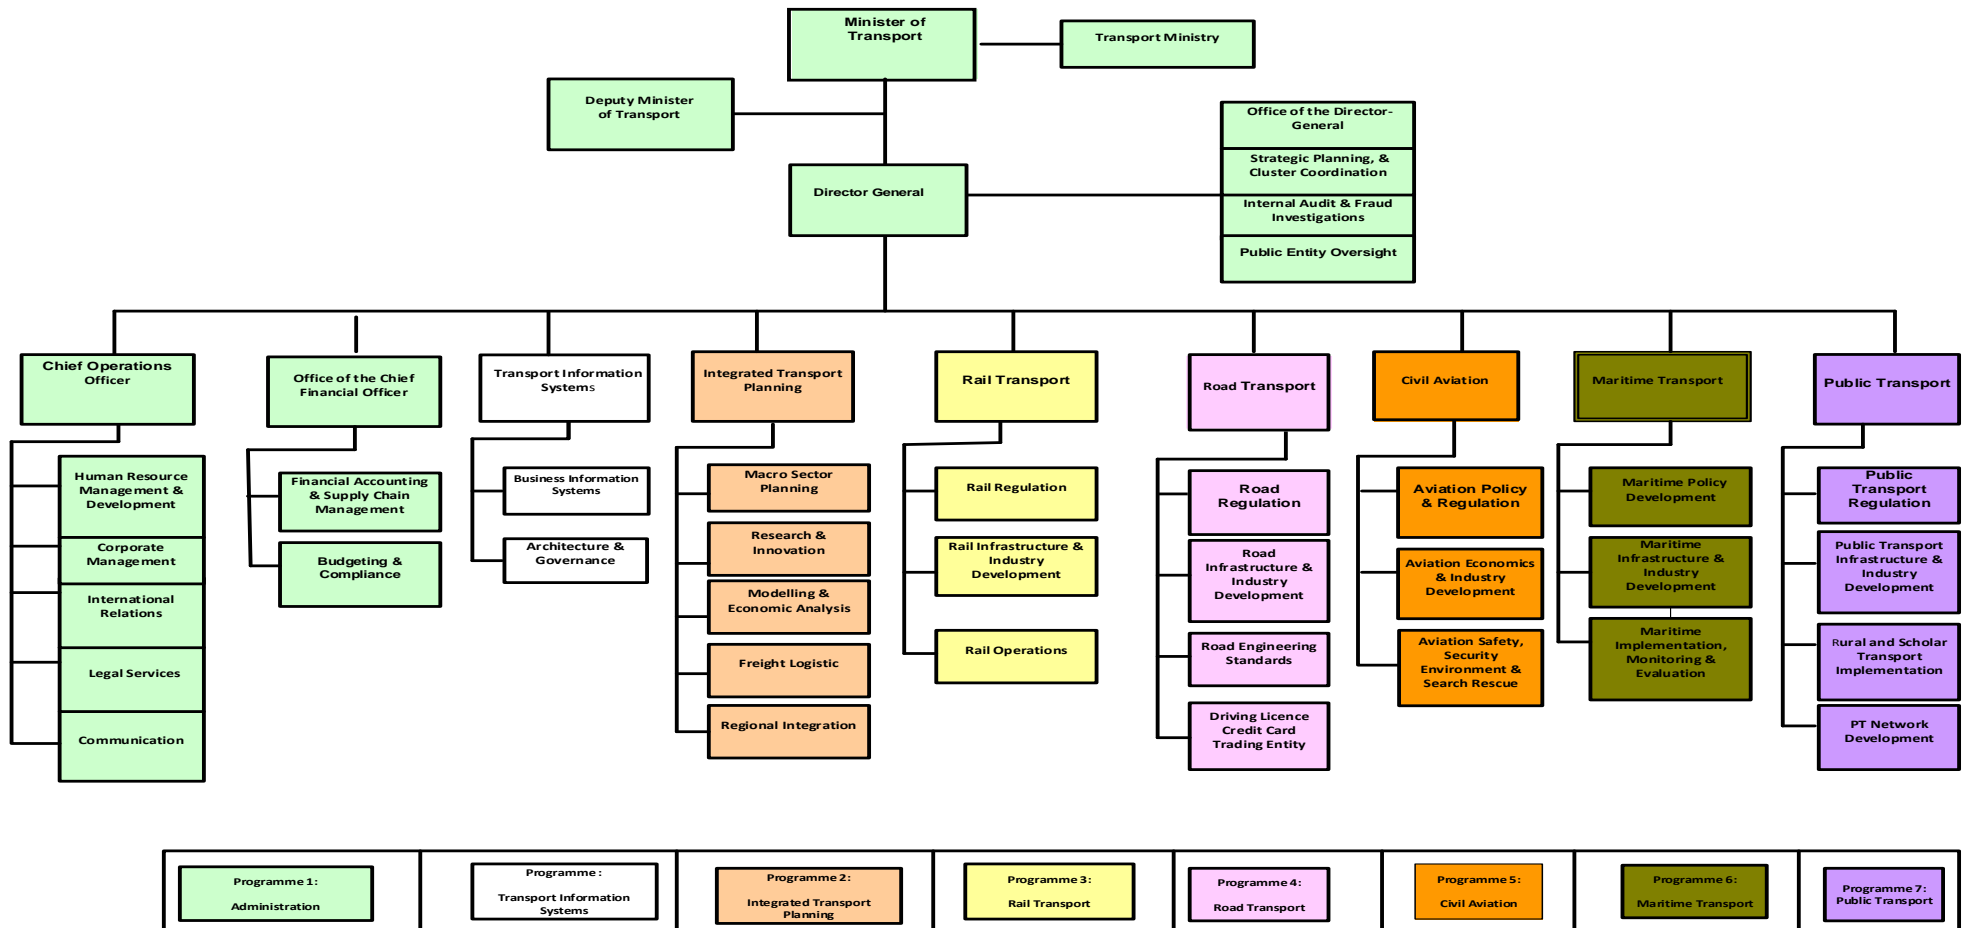 Minister of
Transport
Transport Ministry
Deputy Minister
of Transport
Office of the Director-
General
Strategic Planning, &
Cluster Coordination
Internal Audit & Fraud
Investigations
Public Entity Oversight
Director General
Chief Operations
Officer
Office of the Chief
Financial Officer
Transport Information
Systems
Integrated Transport
Planning
Rail Transport
Road Transport
Civil Aviation
Maritime Transport
Public Transport
Human Resource
Management &
Development
Corporate
Management
International
Relations
Legal Services
Communication
Financial Accounting
& Supply Chain
Management
Budgeting &
Compliance
Business Information
Systems
Architecture &
Governance
Macro Sector
Planning
Research &
Innovation
Modelling &
Economic Analysis
Freight Logistic
Regional Integration
Rail Regulation
Rail Infrastructure &
Industry
Development
Rail Operations
Road
Regulation
Road
Infrastructure &
Industry
Development
Road Engineering
Standards
Driving Licence
Credit Card
Trading Entity
Aviation Policy
& Regulation
Aviation Economics
& Industry
Development
Aviation Safety,
Security
Environment &
Search Rescue
Maritime Policy
Development
Maritime
Infrastructure &
Industry
Development
Maritime
Implementation,
Monitoring &
Evaluation
Public
Transport
Regulation
Public Transport
Infrastructure &
Industry
Development
Rural and Scholar
Transport
Implementation
PT Network
Development
Programme 1:
Administration
Programme :
Transport Information
Systems
Programme 2:
Integrated Transport
Planning
Programme 3:
Rail Transport
Programme 4:
Road Transport
Programme 5:
Civil Aviation
Programme 6:
Maritime Transport
Programme 7:
Public Transport